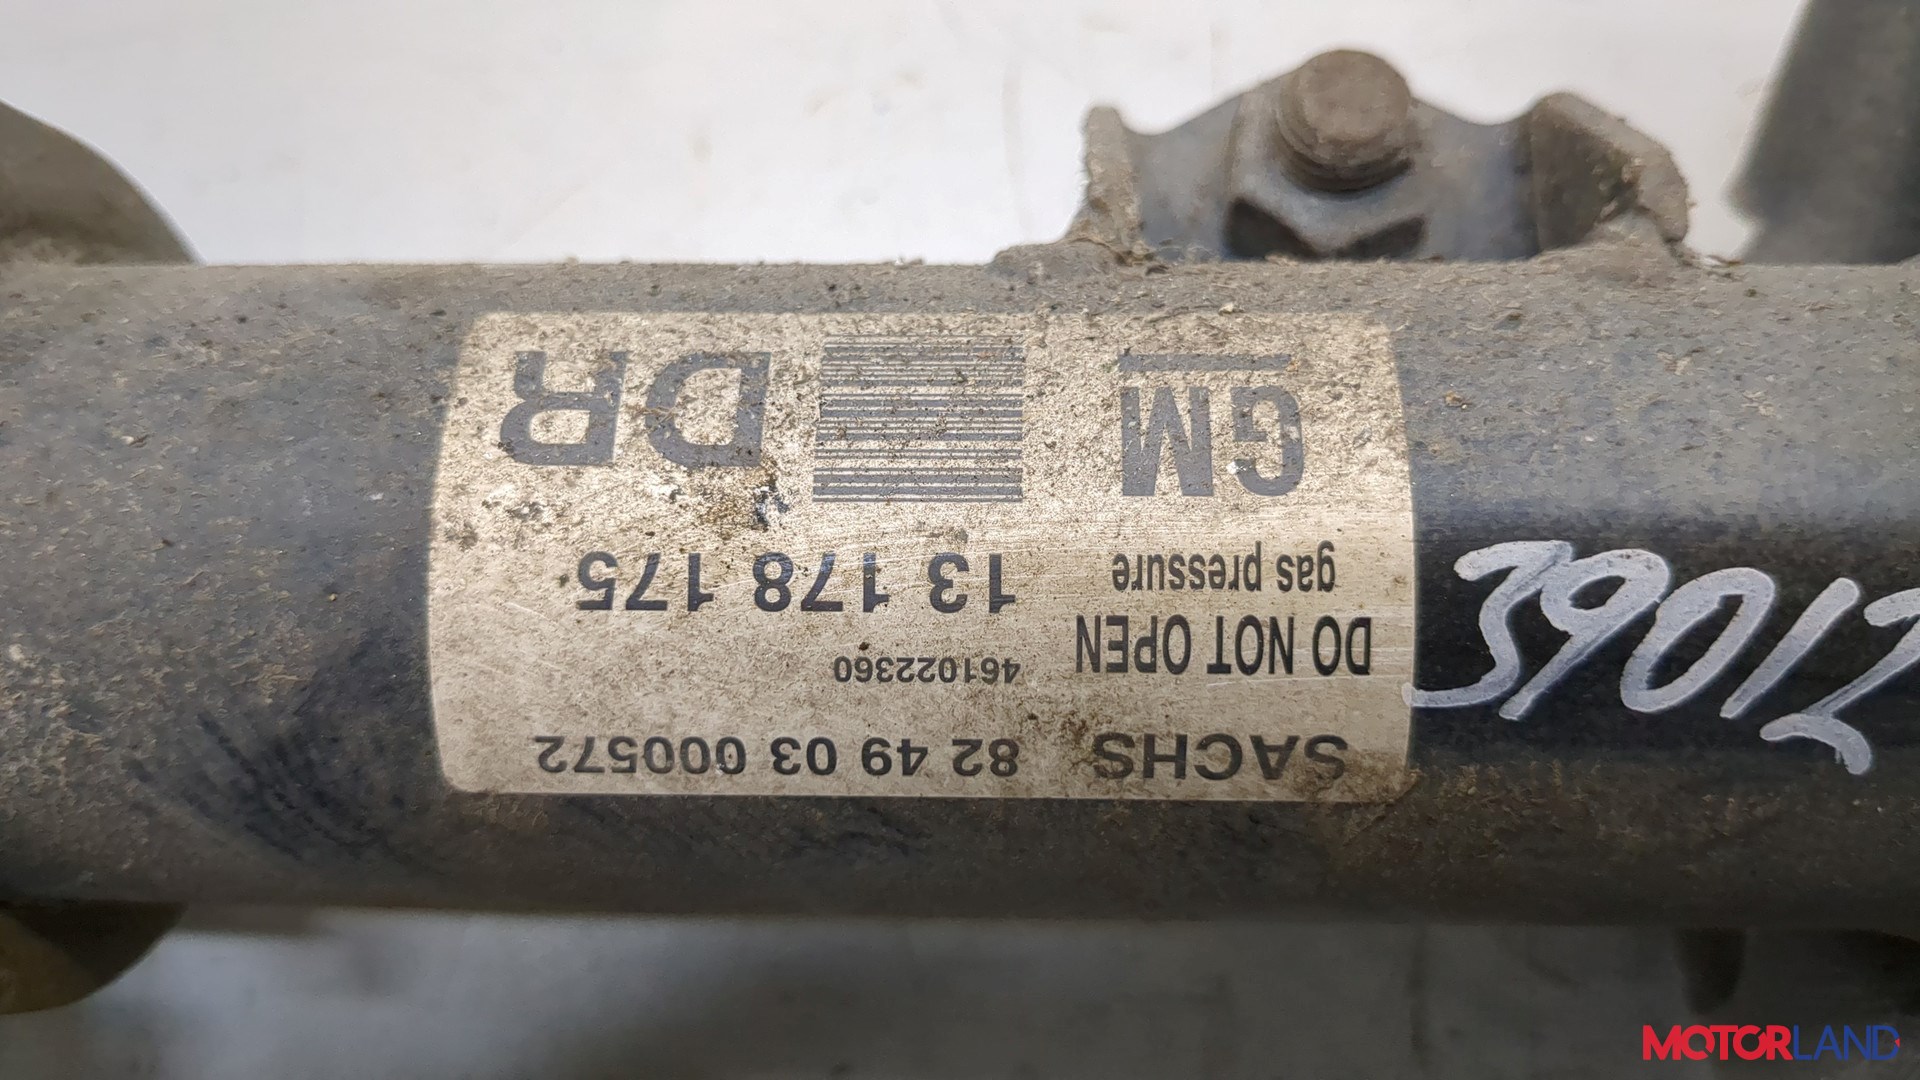 SACHS 82 49 03 000572
461022360
DO NOT OPEN
gas pressure 13 178 175
GM DR
MOTORLAND